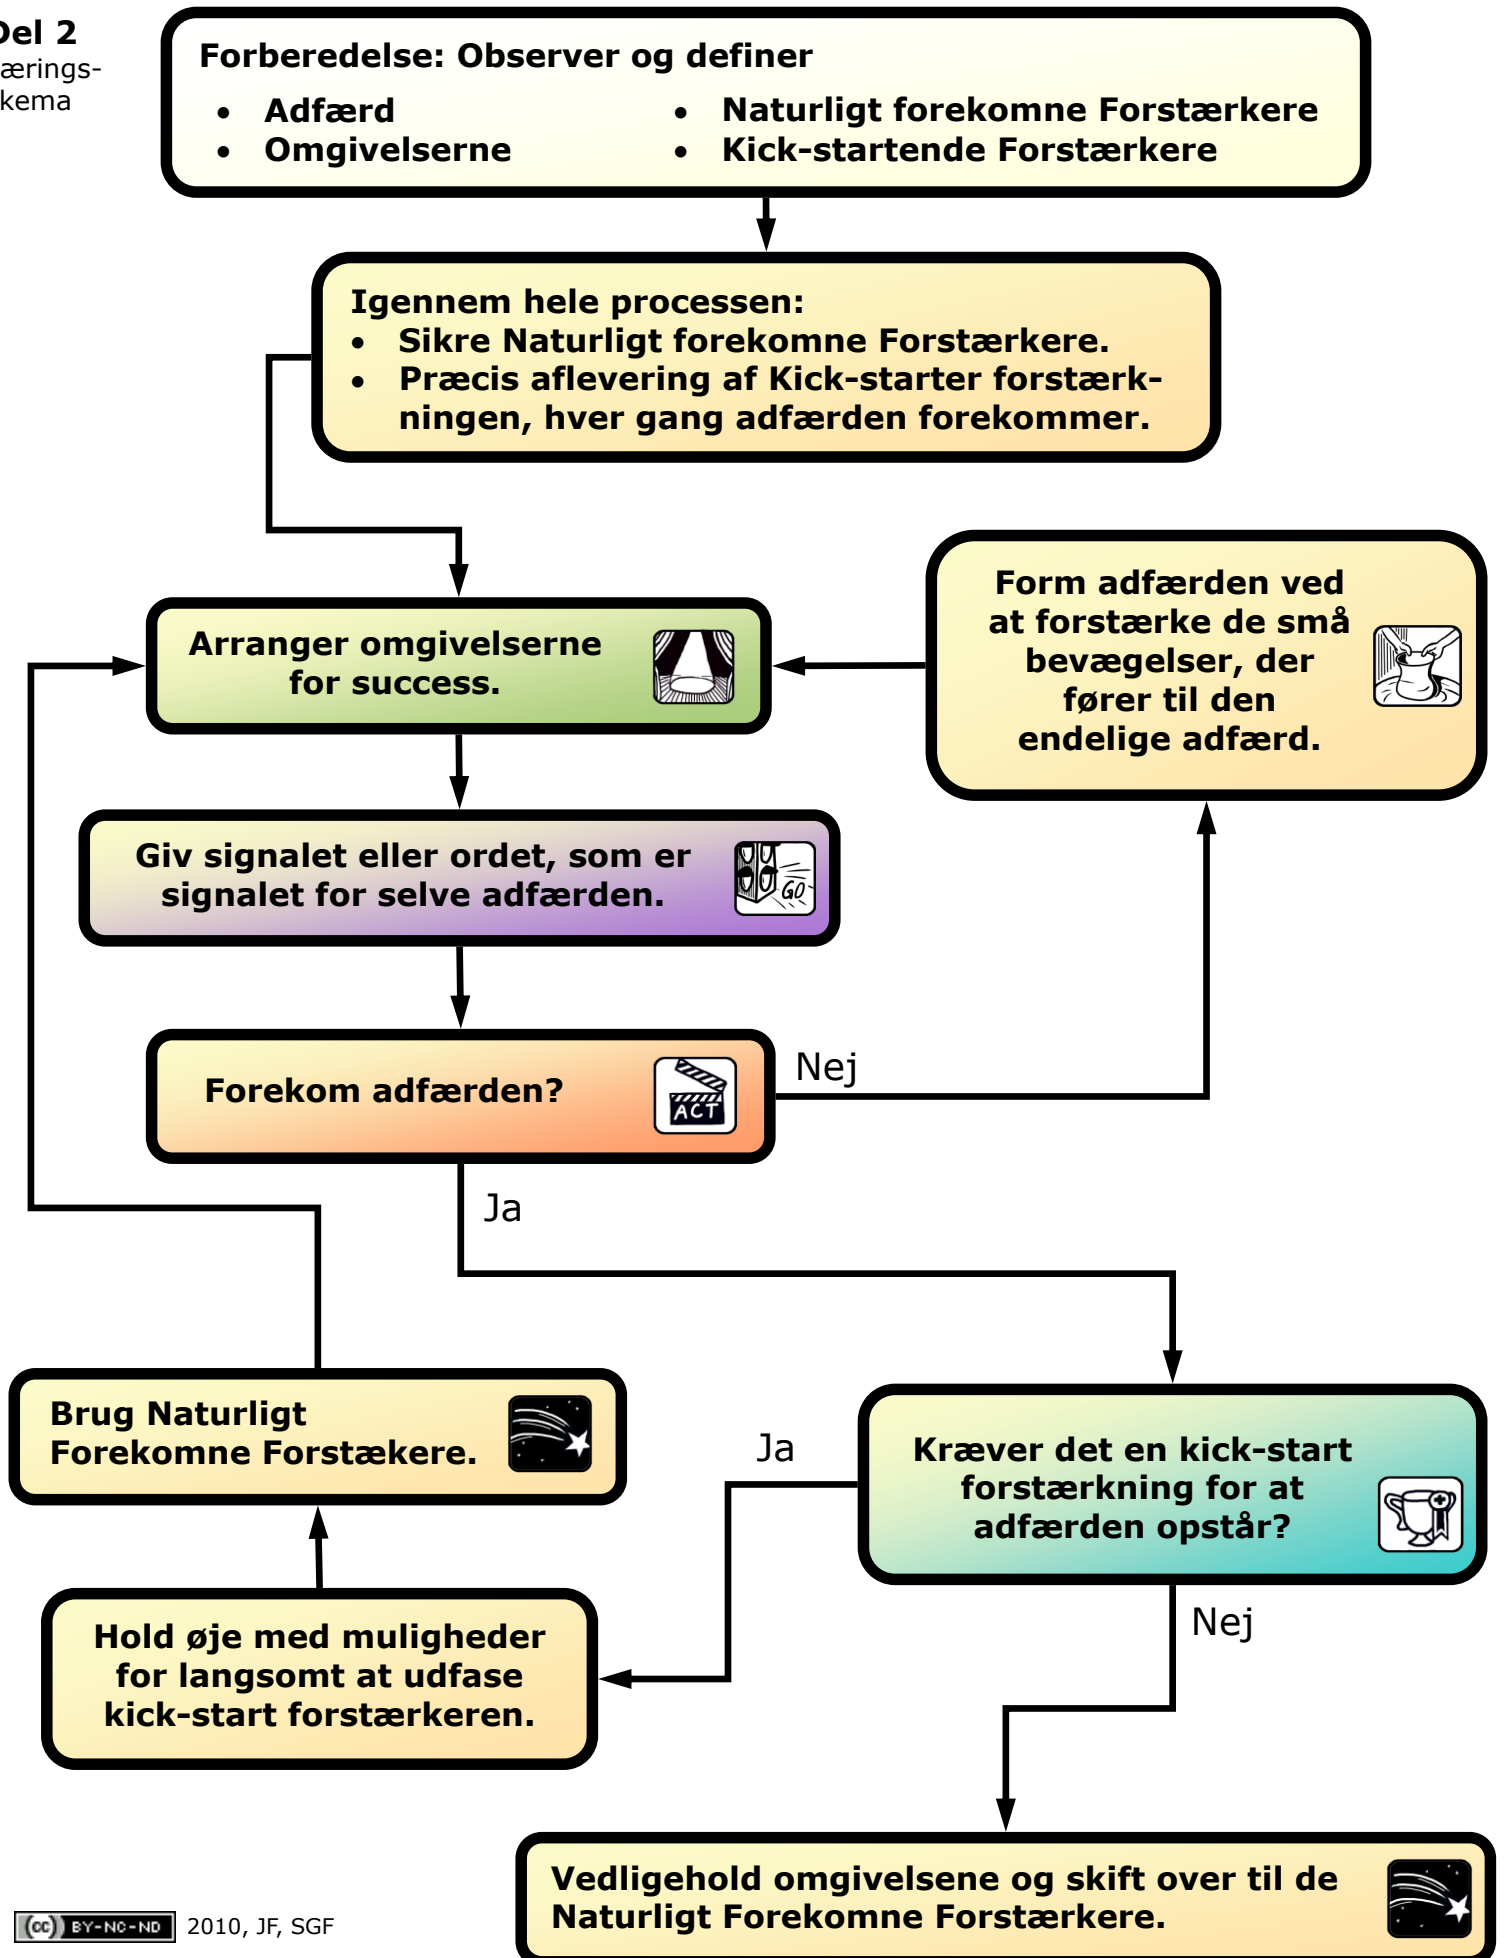 Del 2
ærings-
kema
Forberedelse: Observer og definer
• Adfærd
• Omgivelserne
• Naturligt forekomne Forstærkere
• Kick-startende Forstærkere
Igennem hele processen:
• Sikre Naturligt forekomne Forstærkere.
• Præcis aflevering af Kick-starter forstærk-
ningen, hver gang adfærden forekommer.
Arranger omgivelserne
for success.
Form adfærden ved
at forstærke de små
bevægelser, der
fører til den
endelige adfærd.
Giv signalet eller ordet, som er
signalet for selve adfærden.
GO
Forekom adfærden?
ACT
Nej
Ja
Brug Naturligt
Forekomne Forstækere.
Ja
Kræver det en kick-start
forstærkning for at
adfærden opstår?
Nej
Hold øje med muligheder
for langsomt at udfase
kick-start forstærkeren.
Vedligehold omgivelsene og skift over til de
Naturligt Forekomne Forstærkere.
(cc) BY-NC-ND 2010, JF, SGF